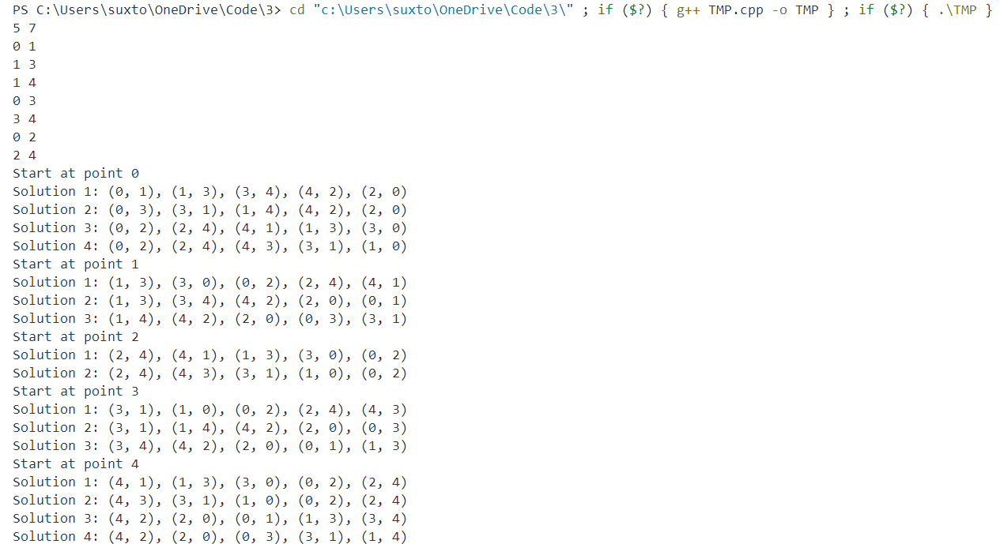 PS C:\Users\suxto\OneDrive\Code\3> cd "c:\Users\suxto\OneDrive\Code\3\" ; if ($?) { g++ TMP.cpp -o TMP } ; if ($?) { .\TMP }
5 7
0 1
1 3
1 4
0 3
3 4
0 2
2 4
Start at point 0
Solution 1: (0, 1), (1, 3), (3, 4), (4, 2), (2, 0)
Solution 2: (0, 3), (3, 1), (1, 4), (4, 2), (2, 0)
Solution 3: (0, 2), (2, 4), (4, 1), (1, 3), (3, 0)
Solution 4: (0, 2), (2, 4), (4, 3), (3, 1), (1, 0)
Start at point 1
Solution 1: (1, 3), (3, 0), (0, 2), (2, 4), (4, 1)
Solution 2: (1, 3), (3, 4), (4, 2), (2, 0), (0, 1)
Solution 3: (1, 4), (4, 2), (2, 0), (0, 3), (3, 1)
Start at point 2
Solution 1: (2, 4), (4, 1), (1, 3), (3, 0), (0, 2)
Solution 2: (2, 4), (4, 3), (3, 1), (1, 0), (0, 2)
Start at point 3
Solution 1: (3, 1), (1, 0), (0, 2), (2, 4), (4, 3)
Solution 2: (3, 1), (1, 4), (4, 2), (2, 0), (0, 3)
Solution 3: (3, 4), (4, 2), (2, 0), (0, 1), (1, 3)
Start at point 4
Solution 1: (4, 1), (1, 3), (3, 0), (0, 2), (2, 4)
Solution 2: (4, 3), (3, 1), (1, 0), (0, 2), (2, 4)
Solution 3: (4, 2), (2, 0), (0, 1), (1, 3), (3, 4)
Solution 4: (4, 2), (2, 0), (0, 3), (3, 1), (1, 4)